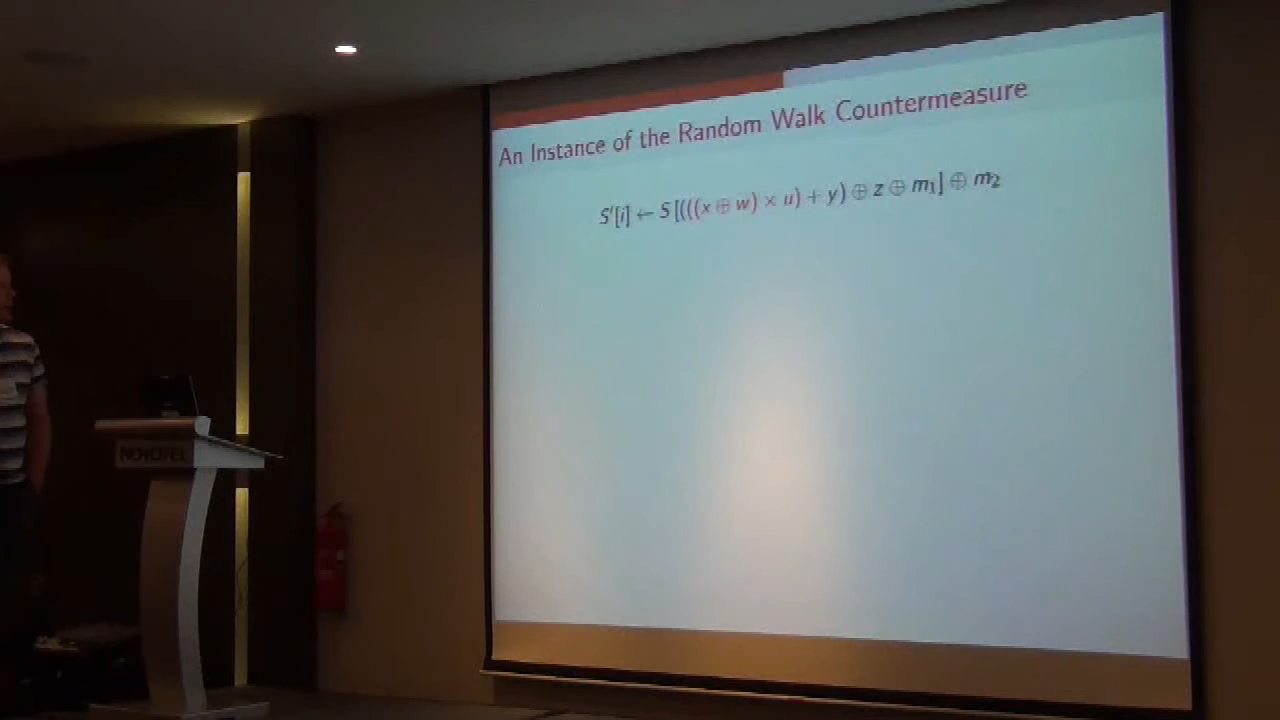 An Instance of the Random Walk Countermeasure
S′[i] ← S[(((x ⊕ w) × u) + y) ⊕ z ⊕ m₁] ⊕ m₂
NOVOTEL